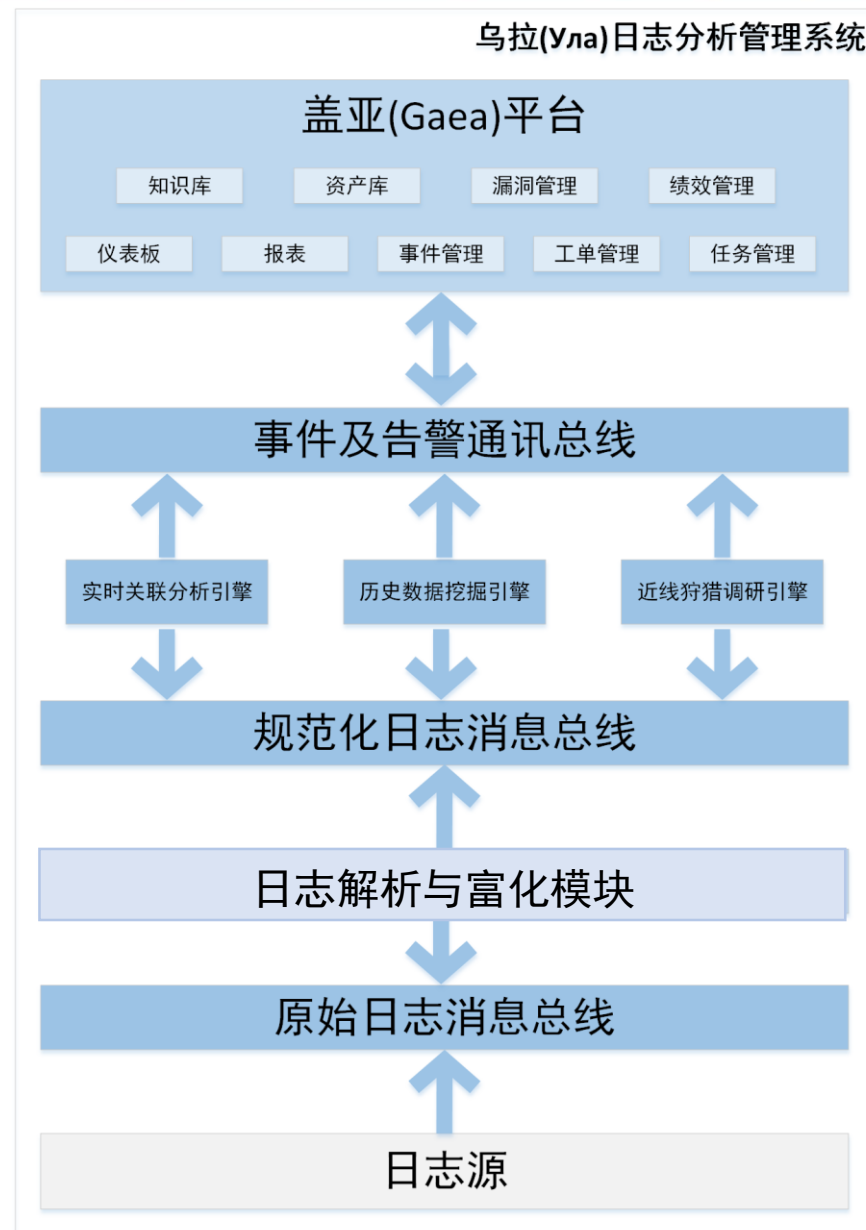 乌拉(Ула)日志分析管理系统
盖亚(Gaea)平台
知识库 资产库 漏洞管理 绩效管理
仪表板 报表 事件管理 工单管理 任务管理
事件及告警通讯总线
实时关联分析引擎 历史数据挖掘引擎 近线狩猎调研引擎
规范化日志消息总线
日志解析与富化模块
原始日志消息总线
日志源